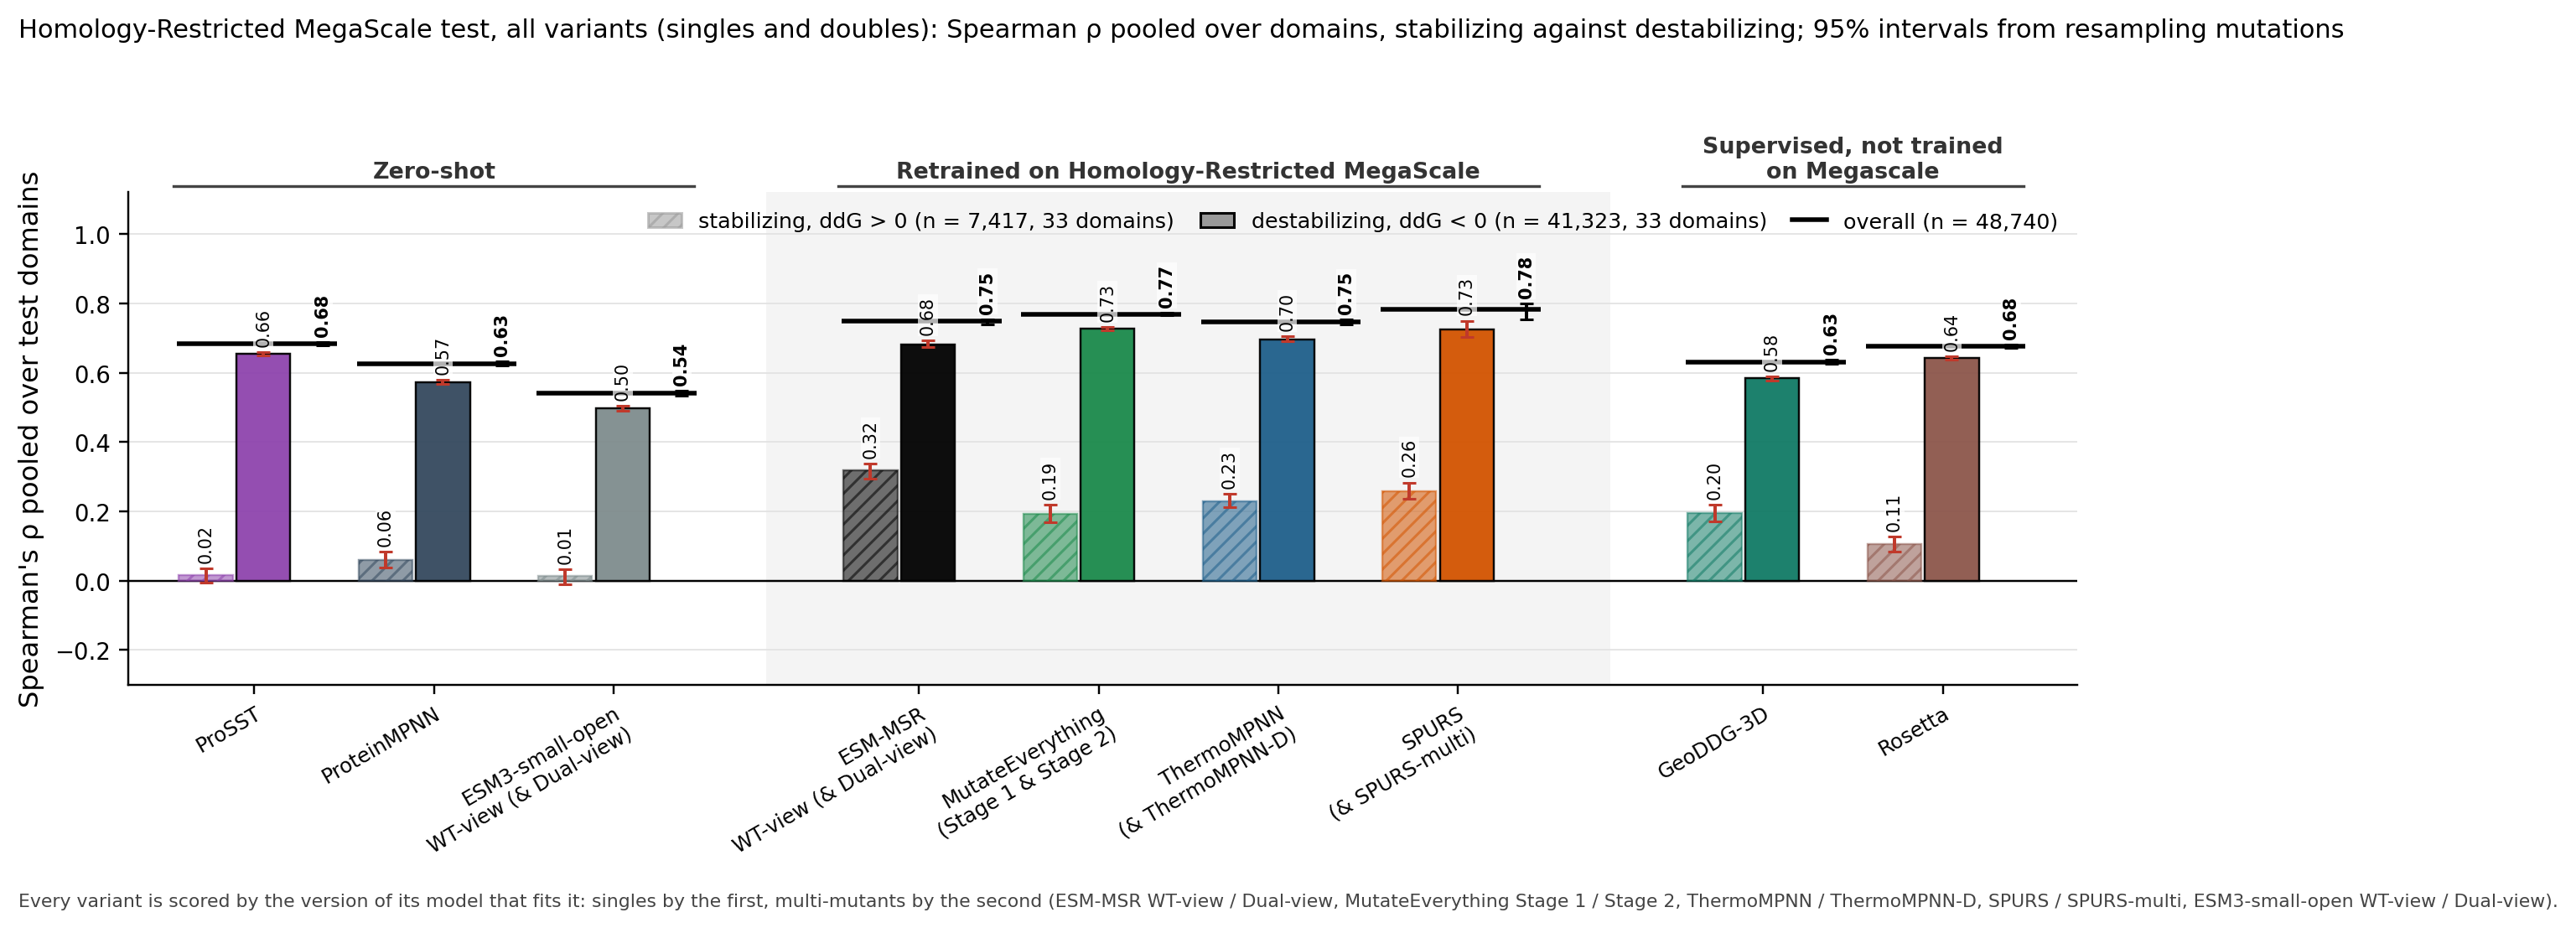 Homology-Restricted MegaScale test, all variants (singles and doubles): Spearman ρ pooled over domains, stabilizing against destabilizing; 95% intervals from resampling mutations
Zero-shot
Retrained on Homology-Restricted MegaScale
Supervised, not trained
on Megascale
stabilizing, ddG > 0 (n = 7,417, 33 domains)
destabilizing, ddG < 0 (n = 41,323, 33 domains)
overall (n = 48,740)
Spearman's ρ pooled over test domains
1.0
0.8
0.6
0.4
0.2
0.0
−0.2
0.02
0.66
0.68
0.06
0.57
0.63
0.01
0.50
0.54
0.32
0.68
0.75
0.19
0.73
0.77
0.23
0.70
0.75
0.26
0.73
0.78
0.20
0.58
0.63
0.11
0.64
0.68
ProSST
ProteinMPNN
ESM3-small-open
WT-view (& Dual-view)
ESM-MSR
WT-view (& Dual-view)
MutateEverything
(Stage 1 & Stage 2)
ThermoMPNN
(& ThermoMPNN-D)
SPURS
(& SPURS-multi)
GeoDDG-3D
Rosetta
Every variant is scored by the version of its model that fits it: singles by the first, multi-mutants by the second (ESM-MSR WT-view / Dual-view, MutateEverything Stage 1 / Stage 2, ThermoMPNN / ThermoMPNN-D, SPURS / SPURS-multi, ESM3-small-open WT-view / Dual-view).